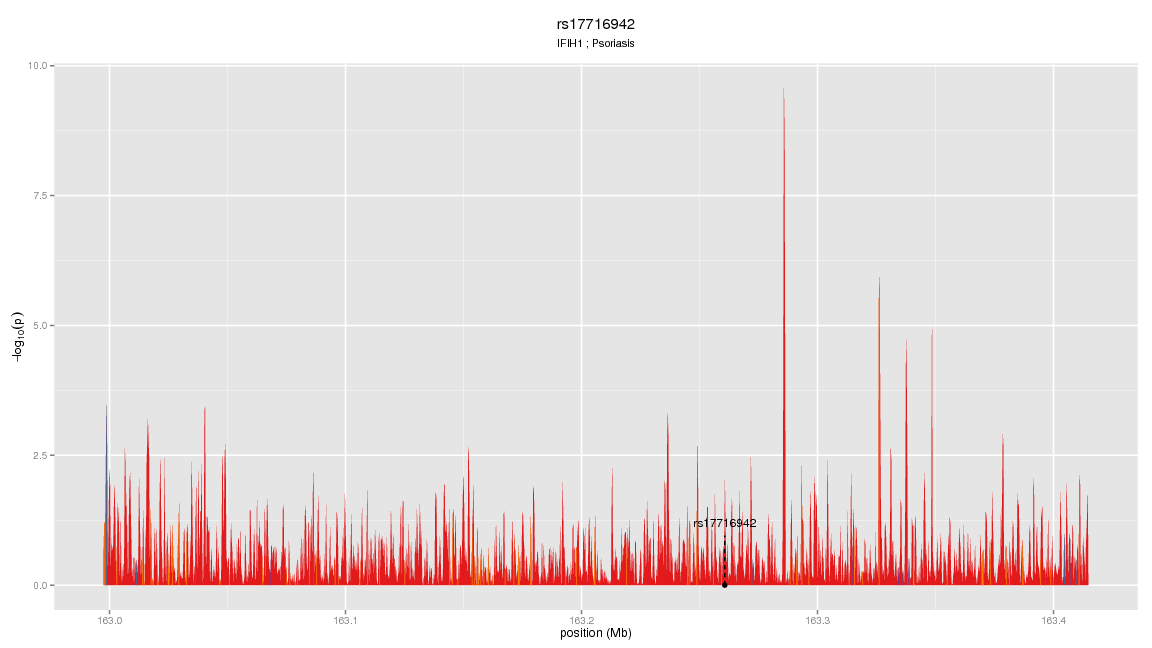 rs17716942
IFIH1 ; Psoriasis
10.0
7.5
5.0
2.5
0.0
−log10(p)
rs17716942
163.0 163.1 163.2 163.3 163.4
position (Mb)